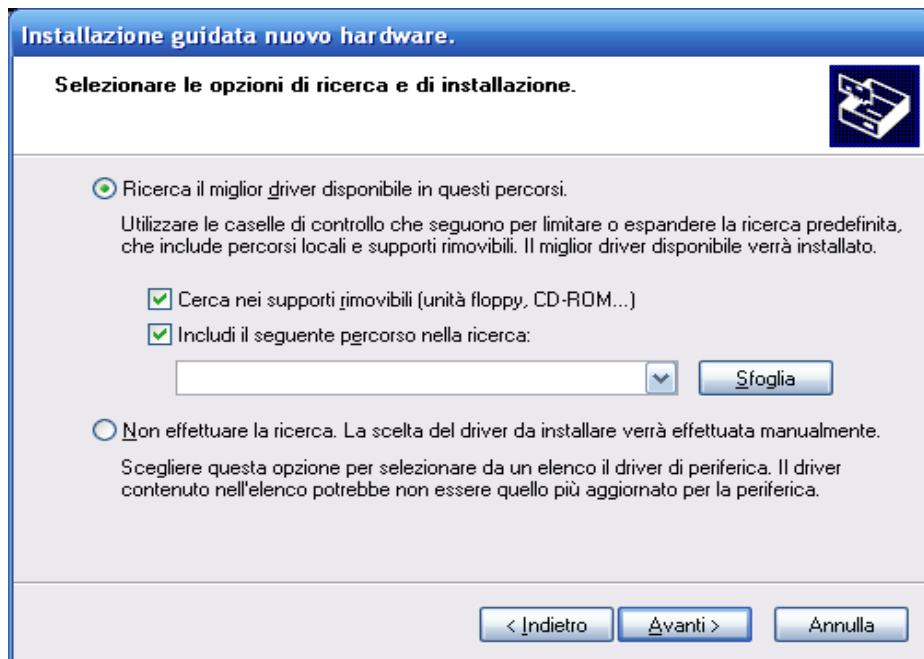 Installazione guidata nuovo hardware.
Selezionare le opzioni di ricerca e di installazione.
Ricerca il miglior driver disponibile in questi percorsi.
Utilizzare le caselle di controllo che seguono per limitare o espandere la ricerca predefinita,
che include percorsi locali e supporti rimovibili. Il miglior driver disponibile verrà installato.
Cerca nei supporti rimovibili (unità floppy, CD-ROM...)
Includi il seguente percorso nella ricerca:
Sfoglia
Non effettuare la ricerca. La scelta del driver da installare verrà effettuata manualmente.
Scegliere questa opzione per selezionare da un elenco il driver di periferica. Il driver
contenuto nell'elenco potrebbe non essere quello più aggiornato per la periferica.
< Indietro Avanti > Annulla